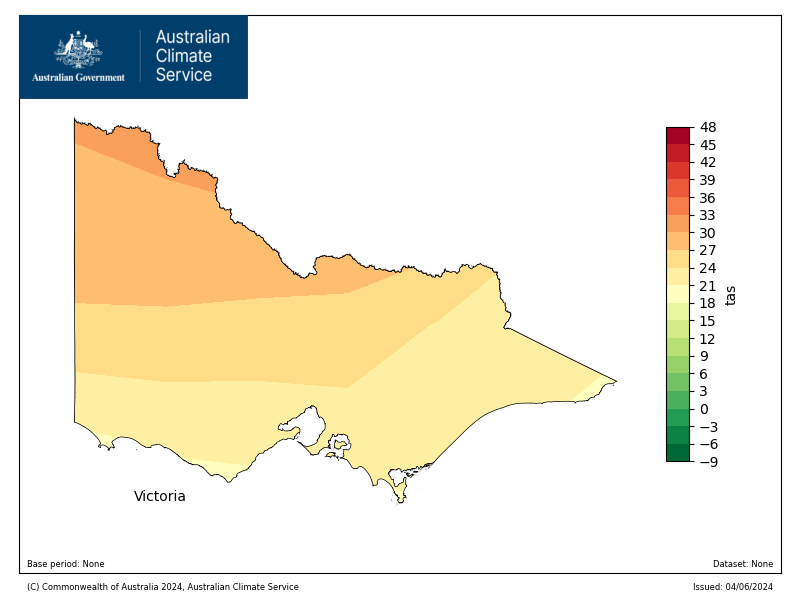 Australian
Climate
Service
Australian Government
48
45
42
39
36
33
30
27
24
21
18
15
12
9
6
3
0
−3
−6
−9
tas
Victoria
Base period: None
Dataset: None
(C) Commonwealth of Australia 2024, Australian Climate Service
Issued: 04/06/2024